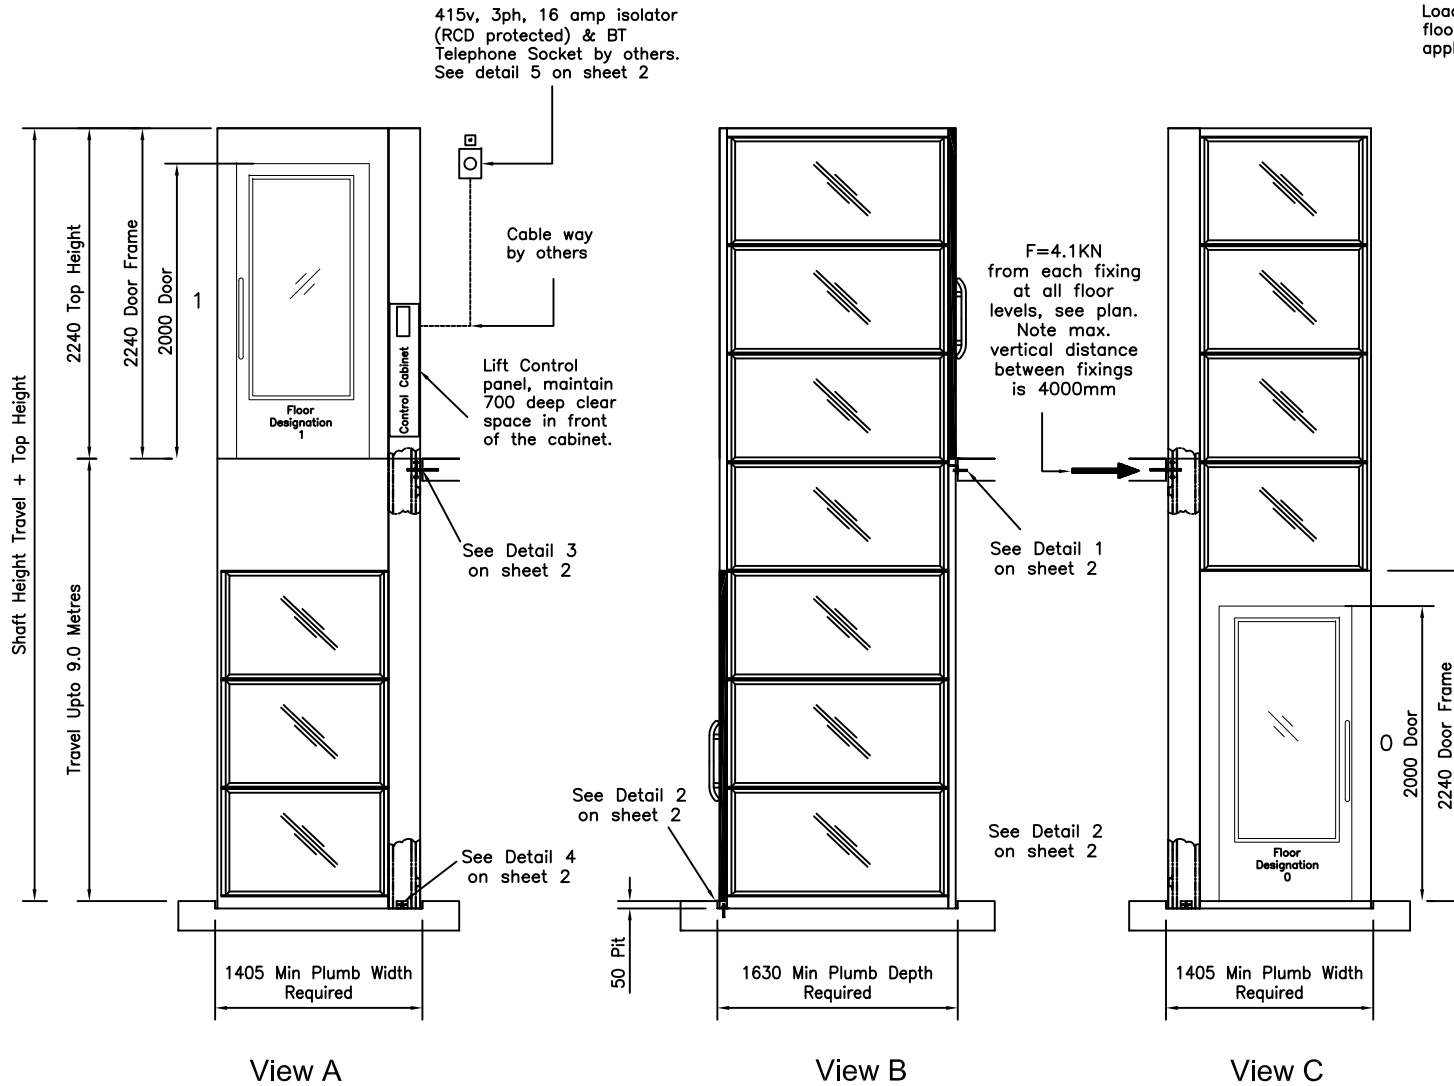 415v, 3ph, 16 amp isolator
(RCD protected) & BT
Telephone Socket by others.
See detail 5 on sheet 2
Shaft Height Travel + Top Height
2240 Top Height
2240 Door Frame
2000 Door
1
Floor
Designation
1
Control Cabinet
Cable way
by others
Lift Control
panel, maintain
700 deep clear
space in front
of the cabinet.
See Detail 3
on sheet 2
Travel Upto 9.0 Metres
See Detail 4
on sheet 2
1405 Min Plumb Width
Required
View A
See Detail 2
on sheet 2
50 Pit
1630 Min Plumb Depth
Required
View B
See Detail 1
on sheet 2
F=4.1KN
from each fixing
at all floor
levels, see plan.
Note max.
vertical distance
between fixings
is 4000mm
See Detail 2
on sheet 2
Floor
Designation
0
0
2000 Door
2240 Door Frame
1405 Min Plumb Width
Required
View C